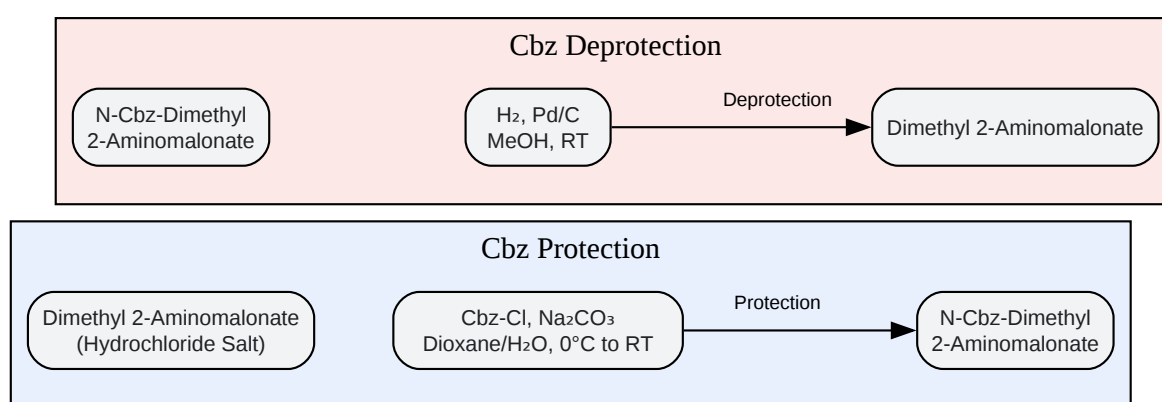 Cbz Deprotection
N-Cbz-Dimethyl
2-Aminomalonate
H₂, Pd/C
MeOH, RT
Deprotection
Dimethyl 2-Aminomalonate
Cbz Protection
Dimethyl 2-Aminomalonate
(Hydrochloride Salt)
Cbz-Cl, Na₂CO₃
Dioxane/H₂O, 0°C to RT
Protection
N-Cbz-Dimethyl
2-Aminomalonate